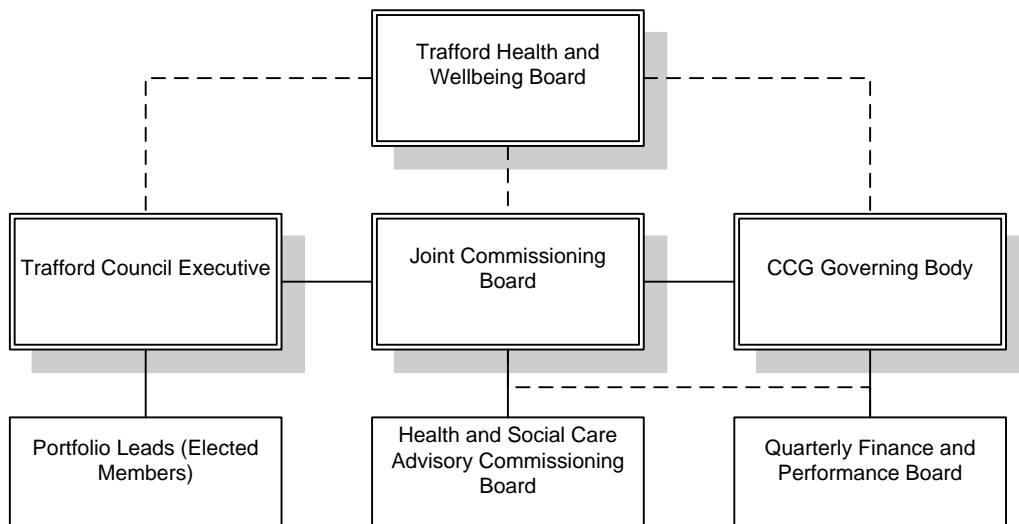 Trafford Health and
Wellbeing Board
Trafford Council Executive
Joint Commissioning
Board
CCG Governing Body
Portfolio Leads (Elected
Members)
Health and Social Care
Advisory Commissioning
Board
Quarterly Finance and
Performance Board